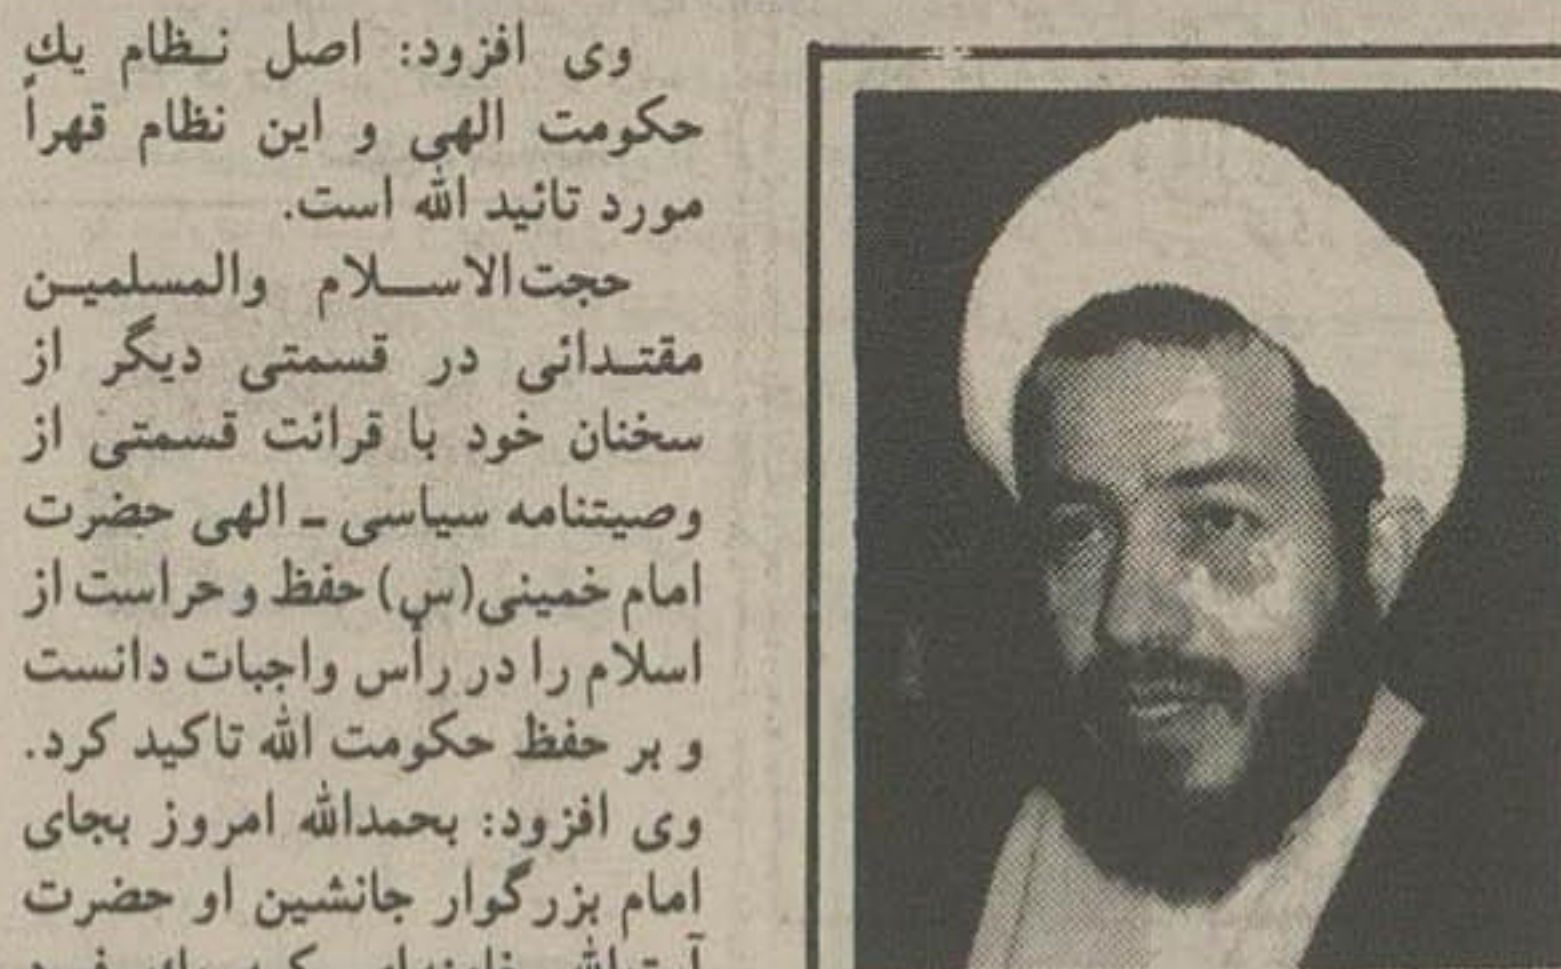 وی افزود: اصل نظام یك
حکومت الهی و این نظام قهراً
مورد تائید الله است.
حجت‌الاسلام والمسلمین
مقتدائی در قسمتی دیگر از
سخنان خود با قرائت قسمتی از
وصیتنامه سیاسی ـ الهی حضرت
امام خمینی(س) حفظ و حراست از
اسلام را در رأس واجبات دانست
و بر حفظ حکومت الله تاکید کرد.
وی افزود: بحمدالله امروز بجای
امام بزرگوار جانشین او حضرت